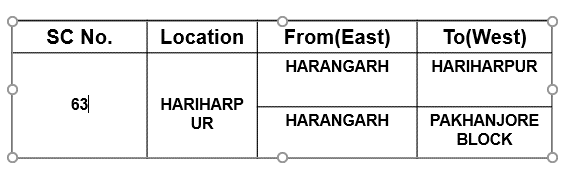 SC No. Location From(East) To(West)
HARANGARH HARIHARPUR
63 HARIHARP
UR
HARANGARH PAKHANJORE
BLOCK